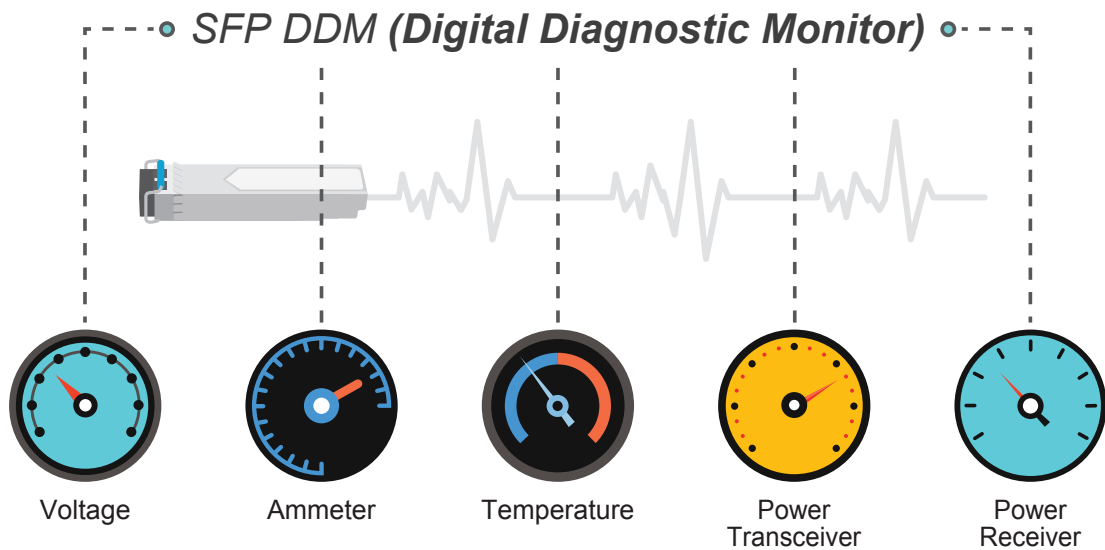 SFP DDM (Digital Diagnostic Monitor)
Voltage
Ammeter
Temperature
Power
Transceiver
Power
Receiver